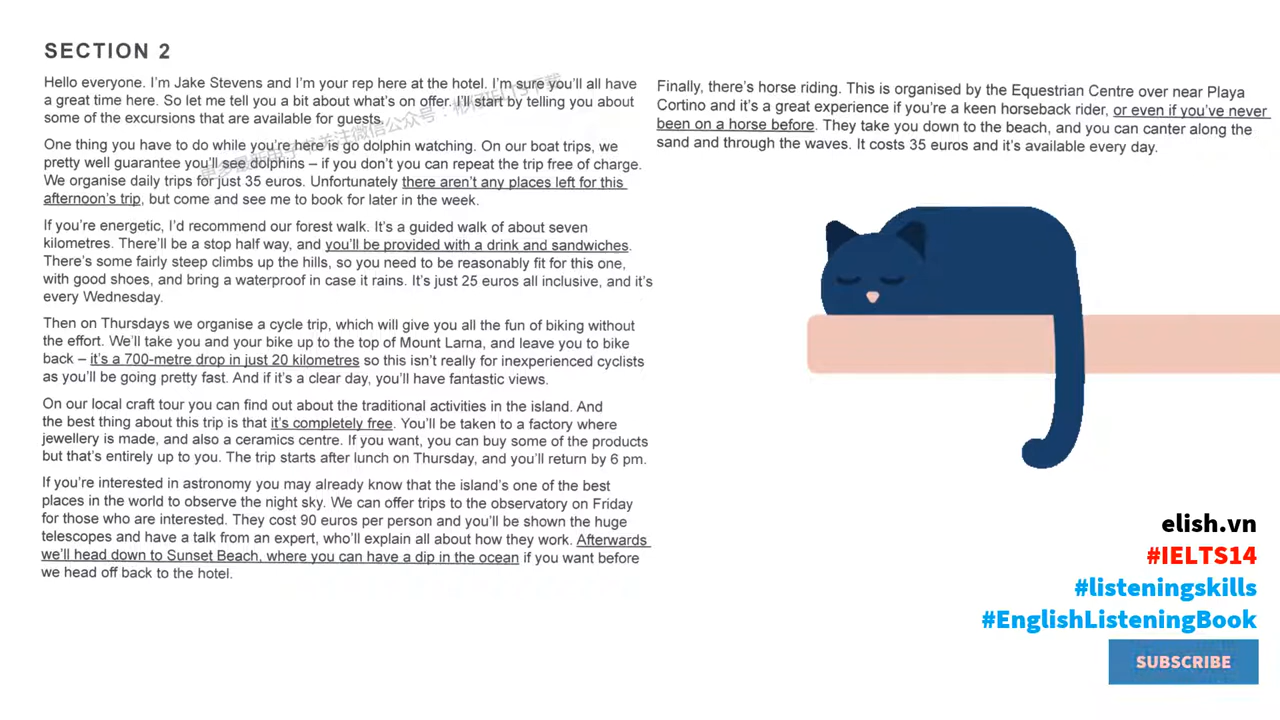 SECTION 2
Hello everyone. I'm Jake Stevens and I'm your rep here at the hotel. I'm sure you'll all have
a great time here. So let me tell you a bit about what's on offer. I'll start by telling you about
some of the excursions that are available for guests.
One thing you have to do while you're here is go dolphin watching. On our boat trips, we
pretty well guarantee you'll see dolphins – if you don't you can repeat the trip free of charge.
We organise daily trips for just 35 euros. Unfortunately there aren't any places left for this
afternoon's trip, but come and see me to book for later in the week.
If you're energetic, I'd recommend our forest walk. It's a guided walk of about seven
kilometres. There'll be a stop half way, and you'll be provided with a drink and sandwiches.
There's some fairly steep climbs up the hills, so you need to be reasonably fit for this one,
with good shoes, and bring a waterproof in case it rains. It's just 25 euros all inclusive, and it's
every Wednesday.
Then on Thursdays we organise a cycle trip, which will give you all the fun of biking without
the effort. We'll take you and your bike up to the top of Mount Larna, and leave you to bike
back – it's a 700-metre drop in just 20 kilometres so this isn't really for inexperienced cyclists
as you'll be going pretty fast. And if it's a clear day, you'll have fantastic views.
On our local craft tour you can find out about the traditional activities in the island. And
the best thing about this trip is that it's completely free. You'll be taken to a factory where
jewellery is made, and also a ceramics centre. If you want, you can buy some of the products
but that's entirely up to you. The trip starts after lunch on Thursday, and you'll return by 6 pm.
If you're interested in astronomy you may already know that the island's one of the best
places in the world to observe the night sky. We can offer trips to the observatory on Friday
for those who are interested. They cost 90 euros per person and you'll be shown the huge
telescopes and have a talk from an expert, who'll explain all about how they work. Afterwards
we'll head down to Sunset Beach, where you can have a dip in the ocean if you want before
we head off back to the hotel.
Finally, there's horse riding. This is organised by the Equestrian Centre over near Playa
Cortino and it's a great experience if you're a keen horseback rider, or even if you've never
been on a horse before. They take you down to the beach, and you can canter along the
sand and through the waves. It costs 35 euros and it's available every day.
elish.vn
#IELTS14
#listeningskills
#EnglishListeningBook
SUBSCRIBE